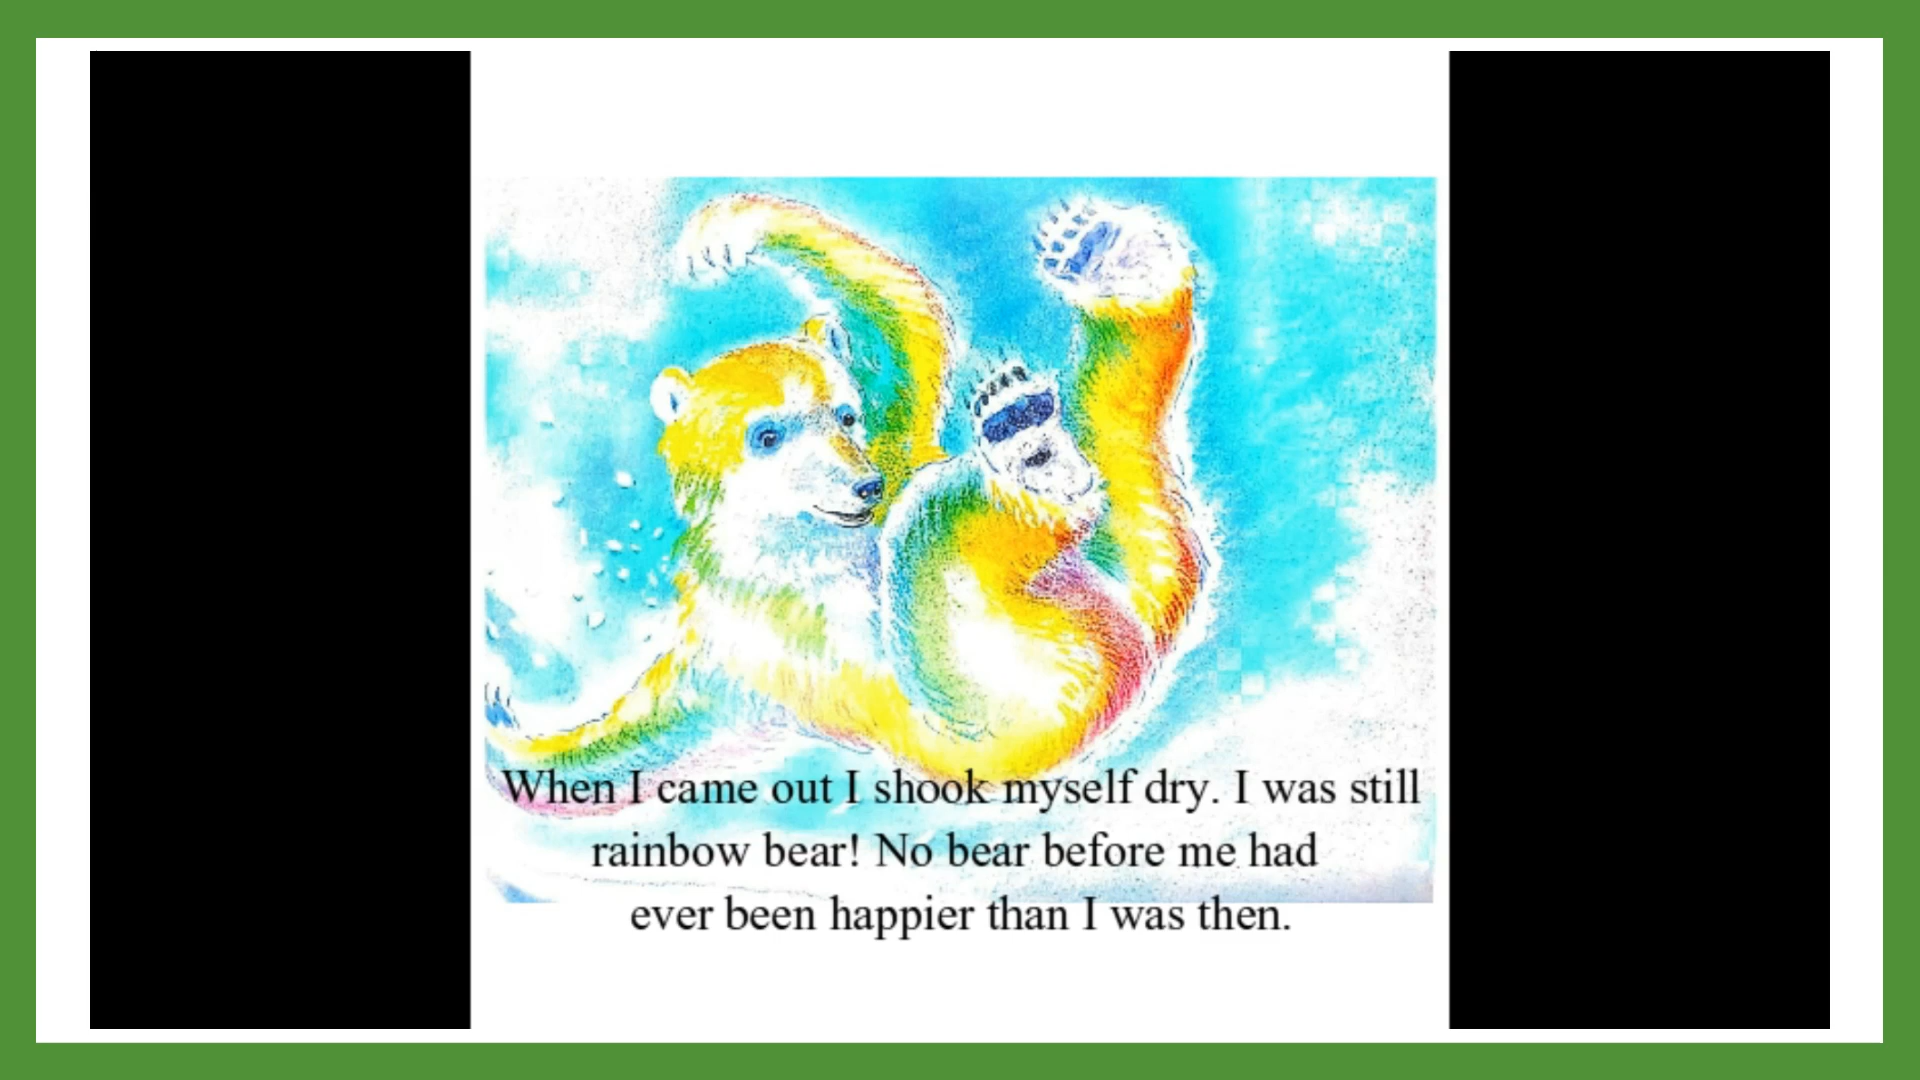 When I came out I shook myself dry. I was still
rainbow bear! No bear before me had
ever been happier than I was then.